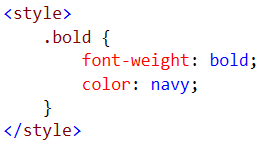 <style>
    .bold {
        font-weight: bold;
        color: navy;
    }
</style>